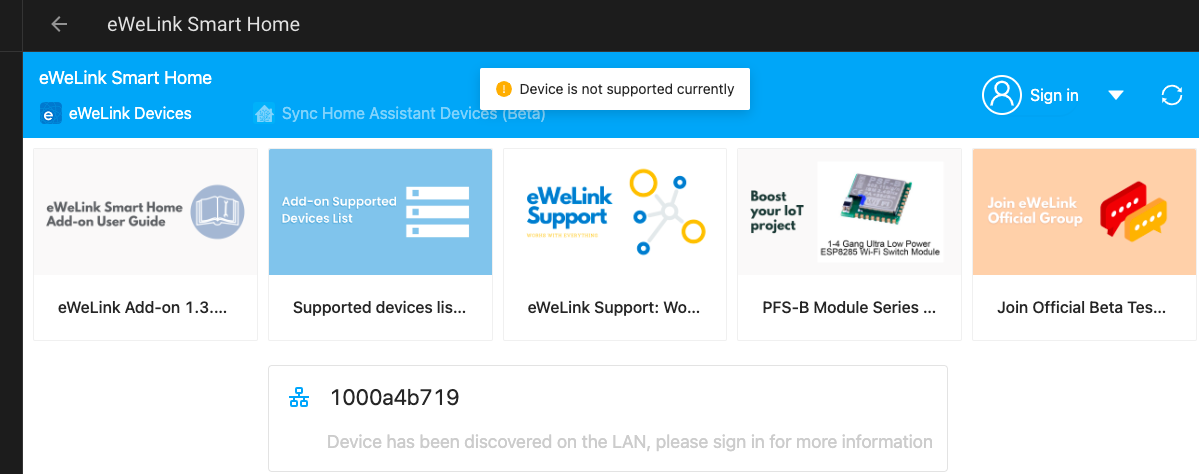 eWeLink Smart Home
eWeLink Smart Home
Device is not supported currently
Sign in
eWeLink Devices
Sync Home Assistant Devices (Beta)
eWeLink Smart Home
Add-on User Guide
Add-on Supported
Devices List
eWeLink
Support
WORKS WITH EVERYTHING
Boost
your IoT
project
1-4 Gang Ultra Low Power
ESP8285 Wi-Fi Switch Module
Join eWeLink
Official Group
eWeLink Add-on 1.3....
Supported devices lis...
eWeLink Support: Wo...
PFS-B Module Series ...
Join Official Beta Tes...
1000a4b719
Device has been discovered on the LAN, please sign in for more information